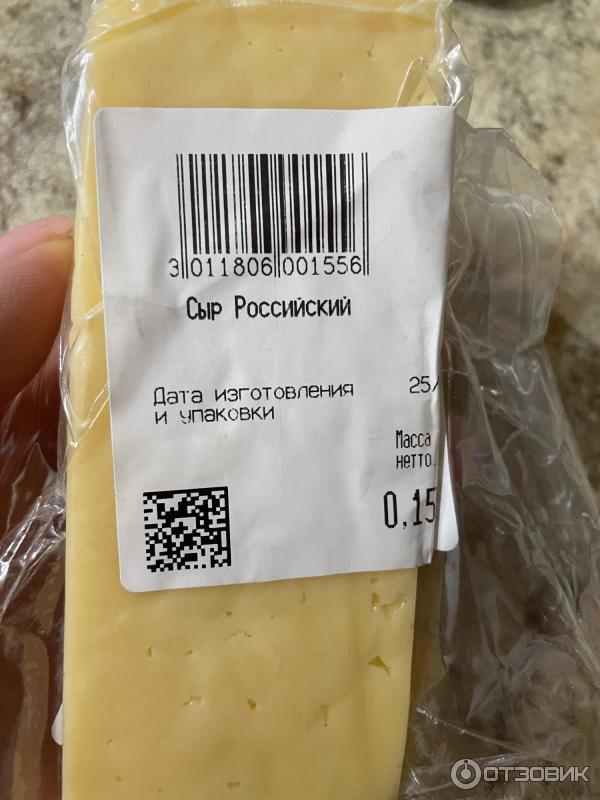 3 011806 001556
Сыр Российский
Дата изготовления 25/
и упаковки
Масса
нетто.
0,15
ОТЗОВИК